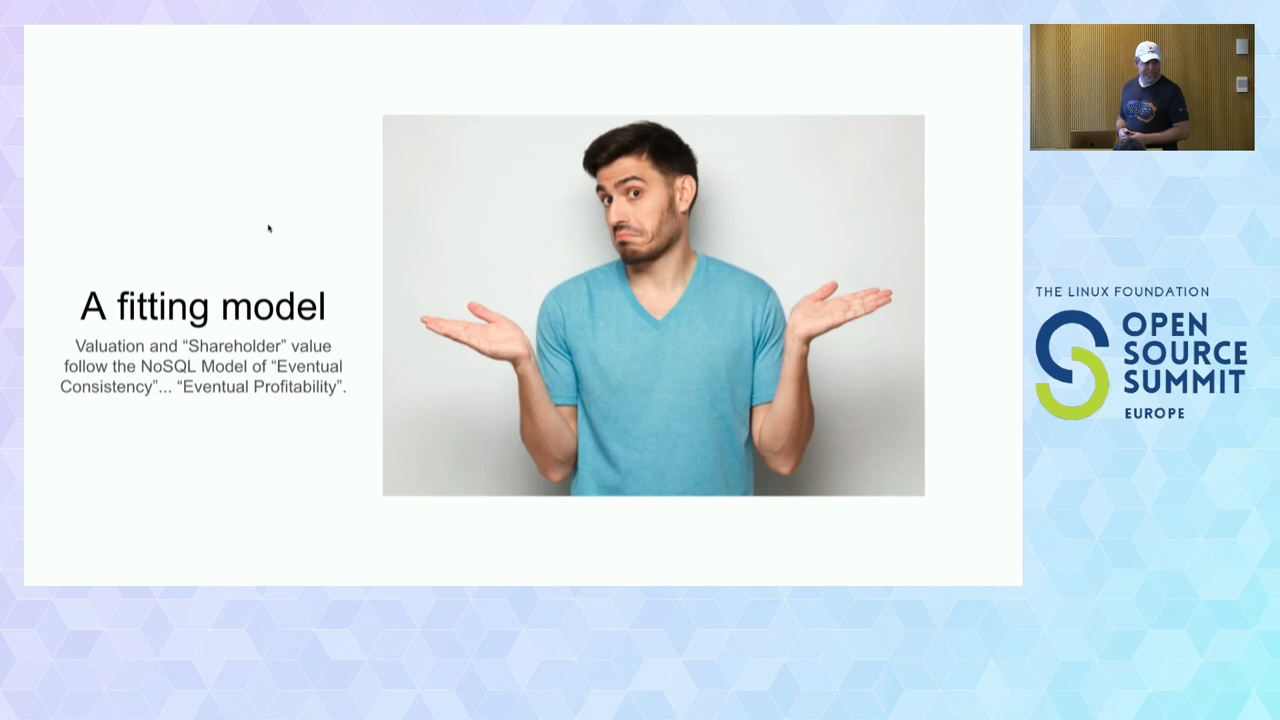 A fitting model
Valuation and “Shareholder” value
follow the NoSQL Model of “Eventual
Consistency”... “Eventual Profitability”.
THE LINUX FOUNDATION
OPEN
SOURCE
SUMMIT
EUROPE